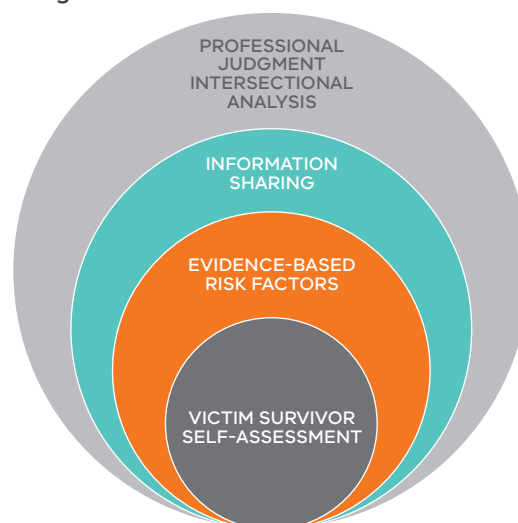 PROFESSIONAL
JUDGMENT
INTERSECTIONAL
ANALYSIS
INFORMATION
SHARING
EVIDENCE-BASED
RISK FACTORS
VICTIM SURVIVOR
SELF-ASSESSMENT